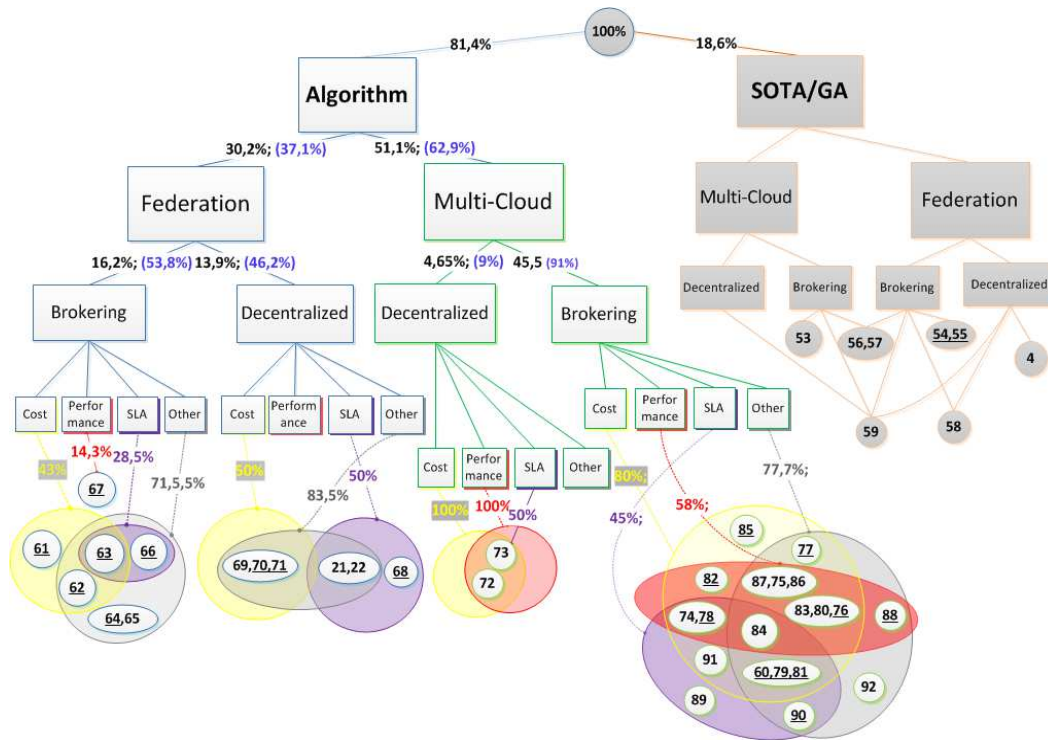 100%
81,4%
18,6%
Algorithm
SOTA/GA
30,2%; (37,1%)
51,1%; (62,9%)
Federation
Multi-Cloud
Multi-Cloud
Federation
16,2%; (53,8%)
13,9%; (46,2%)
4,65%; (9%)
45,5 (91%)
Brokering
Decentralized
Decentralized
Brokering
Decentralized
Brokering
Brokering
Decentralized
53
56,57
54,55
4
59
58
Cost
Perfor
mance
SLA
Other
Cost
Perform
ance
SLA
Other
Cost
Perfor
mance
SLA
Other
Cost
Perfor
mance
SLA
Other
43%
14,3%
28,5%
71,5,5%
67
50%
83,5%
50%
100%
100%
50%
80%;
45%;
58%;
77,7%;
61
63
66
62
64,65
69,70,71
21,22
68
73
72
85
77
82
87,75,86
74,78
83,80,76
88
84
91
60,79,81
89
92
90